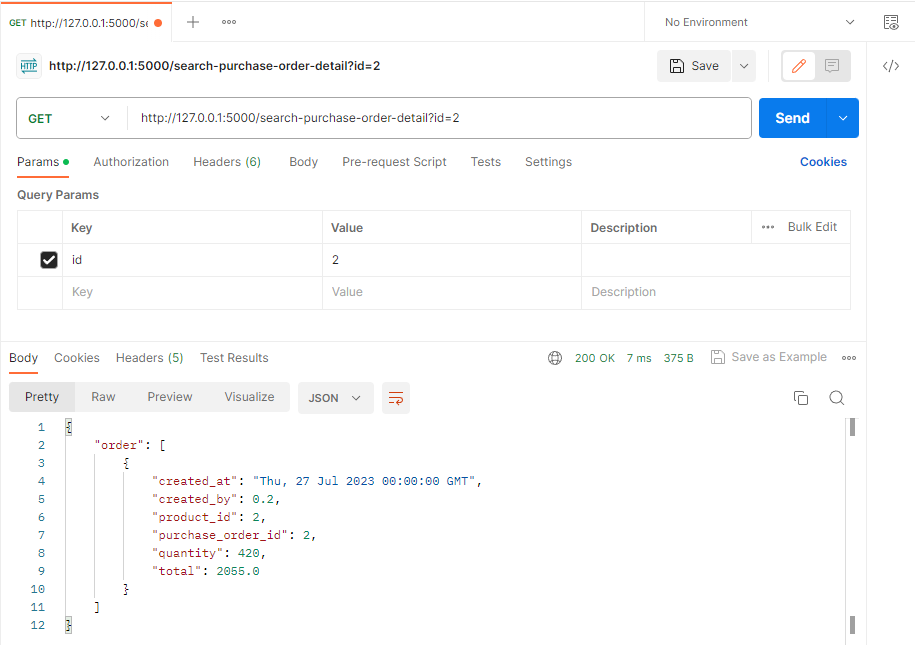 GET http://127.0.0.1:5000/se
No Environment
HTTP http://127.0.0.1:5000/search-purchase-order-detail?id=2
Save
GET http://127.0.0.1:5000/search-purchase-order-detail?id=2 Send
Params Authorization Headers (6) Body Pre-request Script Tests Settings Cookies
Query Params
Key Value Description Bulk Edit
id 2
Key Value Description
Body Cookies Headers (5) Test Results 200 OK 7 ms 375 B Save as Example
Pretty Raw Preview Visualize JSON
1 {
2 "order": [
3 {
4 "created_at": "Thu, 27 Jul 2023 00:00:00 GMT",
5 "created_by": 0.2,
6 "product_id": 2,
7 "purchase_order_id": 2,
8 "quantity": 420,
9 "total": 2055.0
10 }
11 ]
12 }